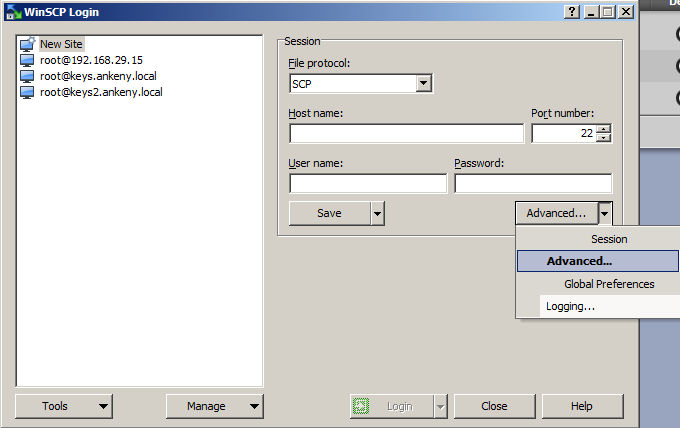 WinSCP Login
New Site
root@192.168.29.15
root@keys.ankeny.local
root@keys2.ankeny.local
Session
File protocol:
SCP
Host name:
Port number:
22
User name:
Password:
Save
Advanced...
Session
Advanced...
Global Preferences
Logging...
Tools
Manage
Login
Close
Help